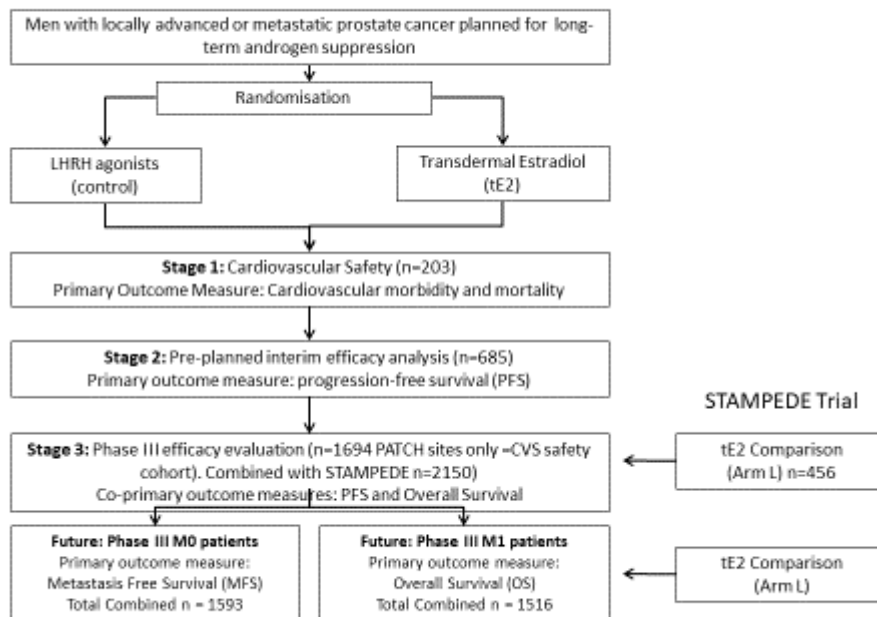 Men with locally advanced or metastatic prostate cancer planned for long-
term androgen suppression
Randomisation
LHRH agonists
(control)
Transdermal Estradiol
(tE2)
Stage 1: Cardiovascular Safety (n=203)
Primary Outcome Measure: Cardiovascular morbidity and mortality
Stage 2: Pre-planned interim efficacy analysis (n=685)
Primary outcome measure: progression-free survival (PFS)
STAMPEDE Trial
Stage 3: Phase III efficacy evaluation (n=1694 PATCH sites only =CVS safety
cohort). Combined with STAMPEDE n=2150)
Co-primary outcome measures: PFS and Overall Survival
tE2 Comparison
(Arm L) n=456
Future: Phase III M0 patients
Primary outcome measure:
Metastasis Free Survival (MFS)
Total Combined n = 1593
Future: Phase III M1 patients
Primary outcome measure:
Overall Survival (OS)
Total Combined n = 1516
tE2 Comparison
(Arm L)